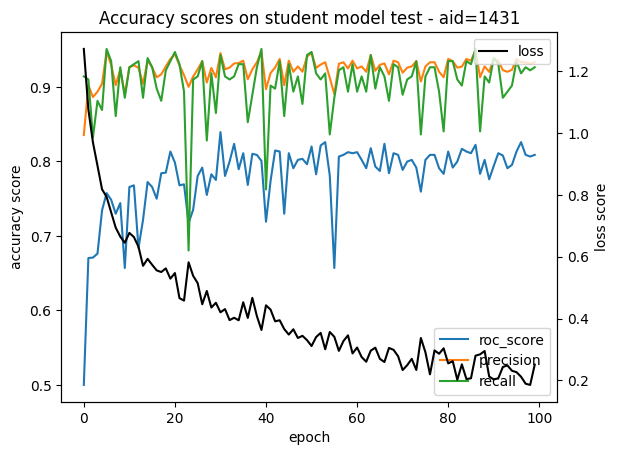 Accuracy scores on student model test - aid=1431
loss
accuracy score
0.9
0.8
0.7
0.6
0.5
1.2
1.0
0.8
0.6
0.4
0.2
loss score
roc_score
precision
recall
0
20
40
60
80
100
epoch